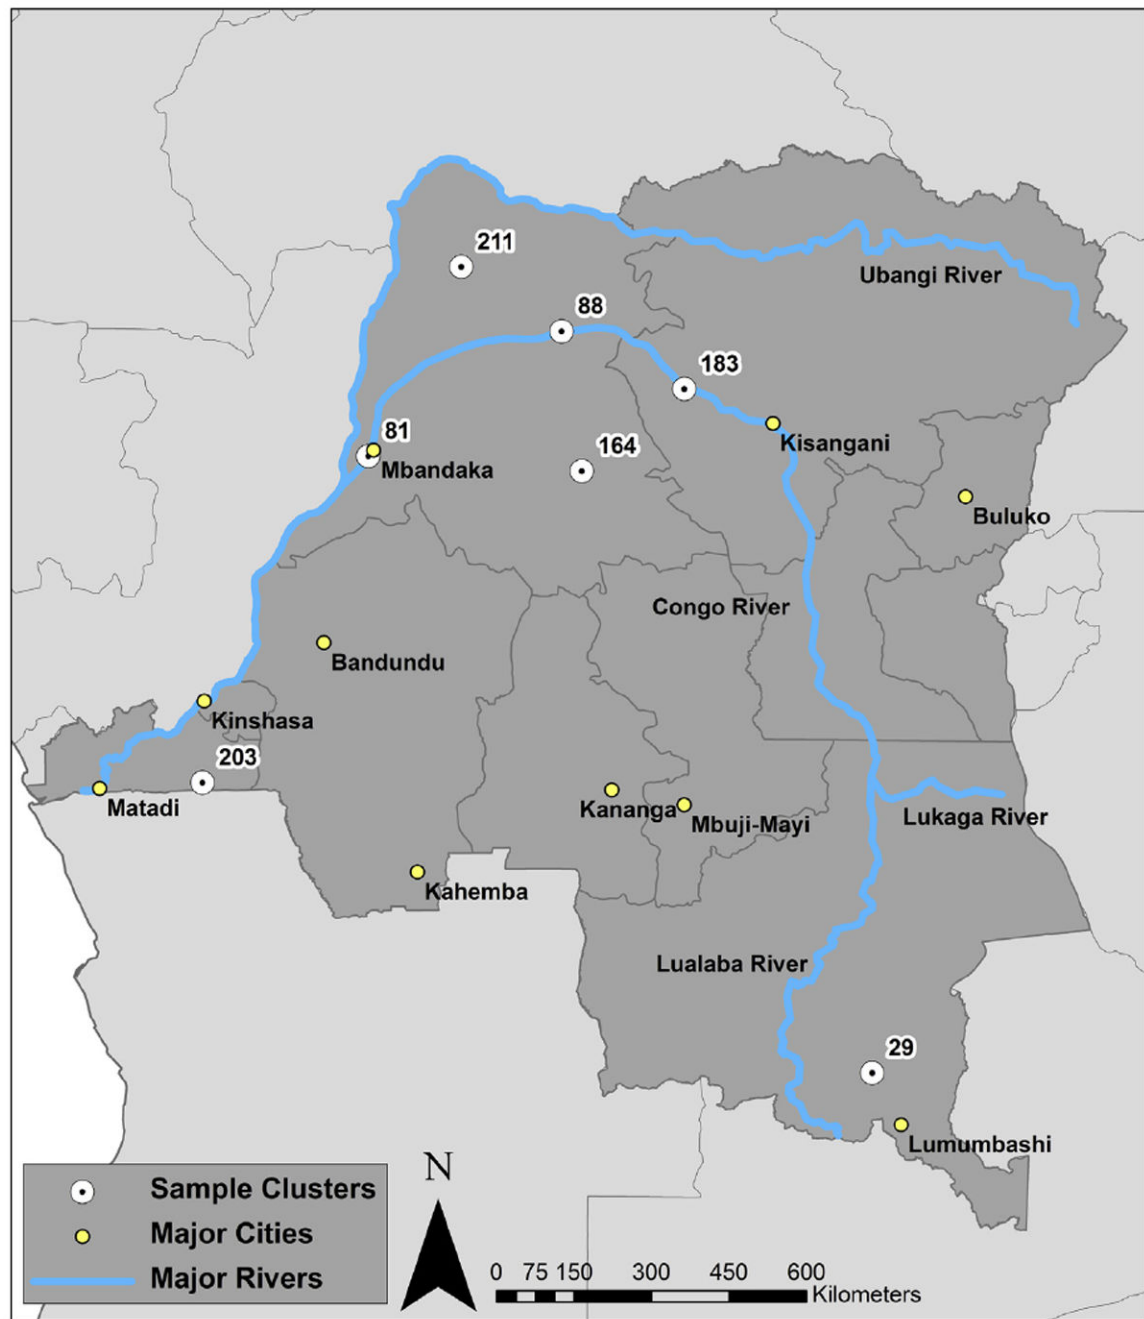 211
Ubangi River
88
183
81
Mbandaka
164
Kisangani
Buluko
Congo River
Bandundu
Kinshasa
203
Matadi
Kananga
Mbuji-Mayi
Lukaga River
Kahemba
Lualaba River
29
Lumumbashi
N
Sample Clusters
Major Cities
Major Rivers
0 75 150 300 450 600
Kilometers